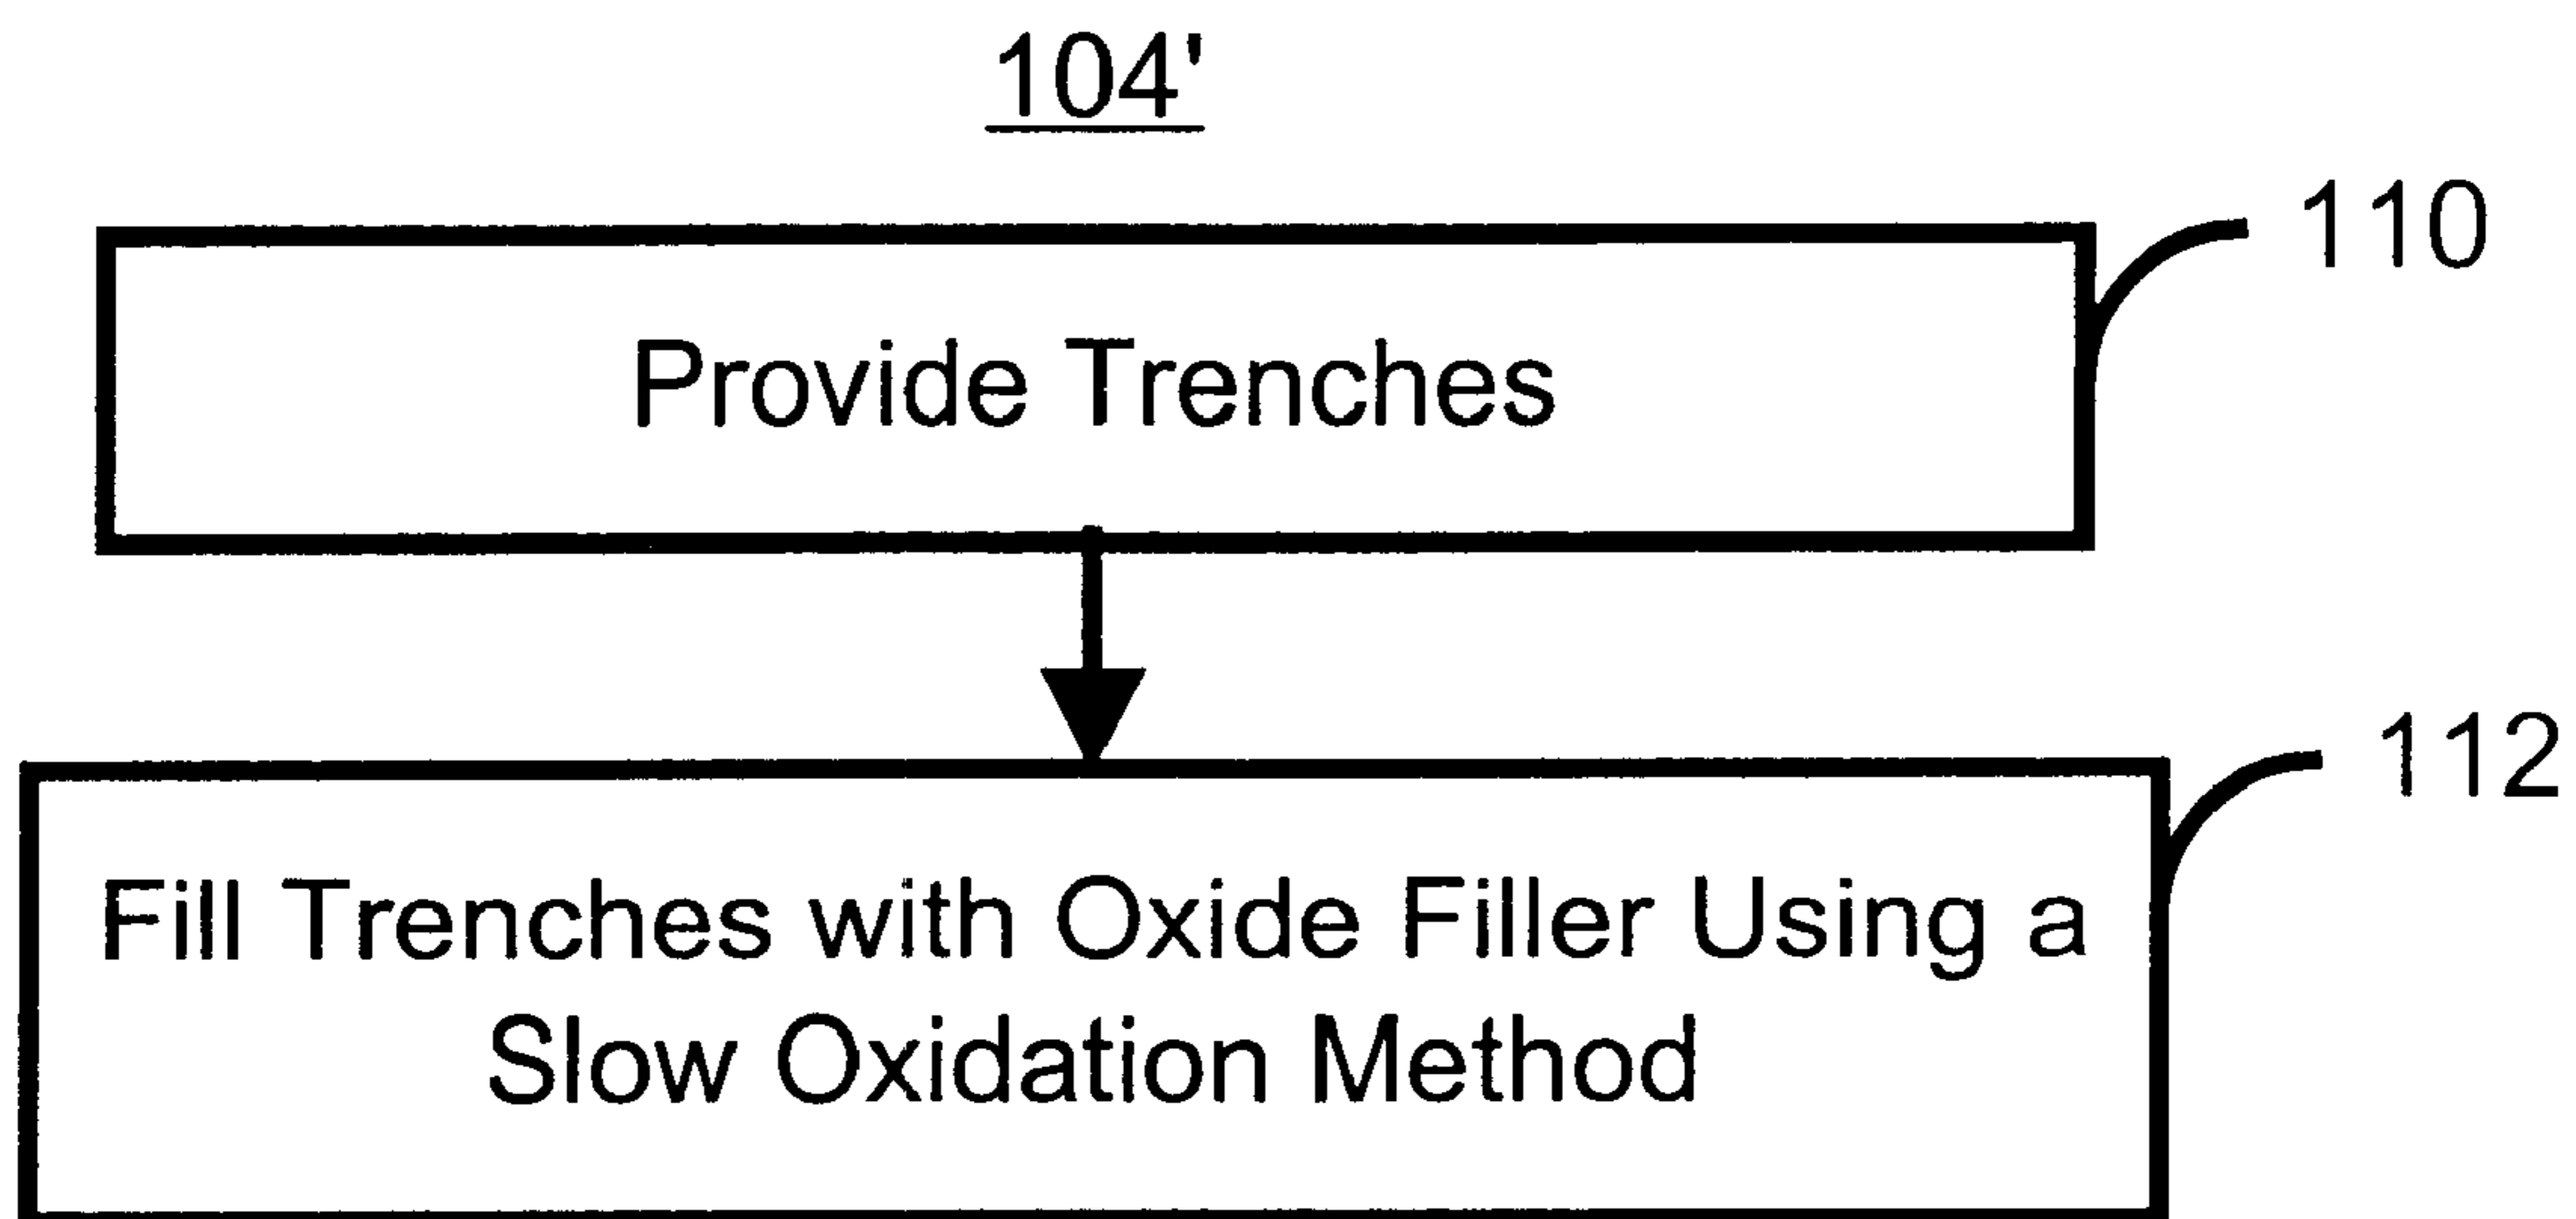 104'
110
Provide Trenches
112
Fill Trenches with Oxide Filler Using a
Slow Oxidation Method